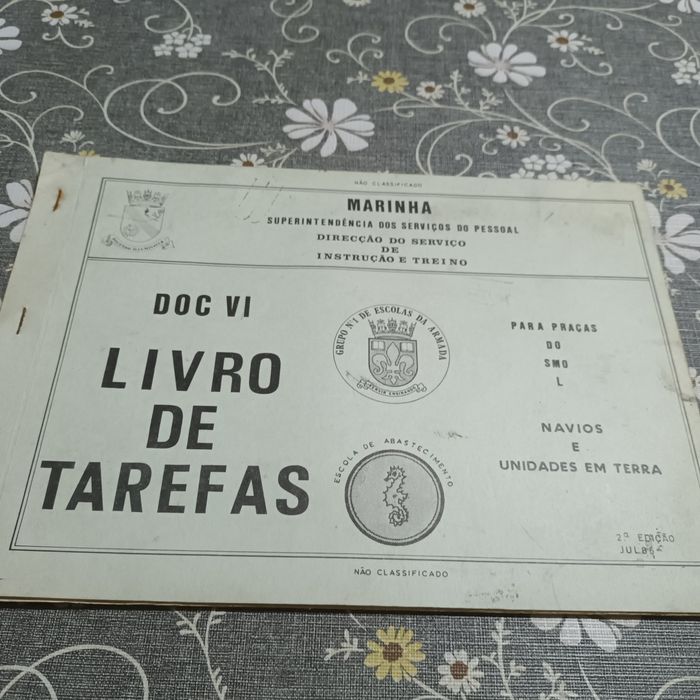 NÃO CLASSIFICADO
MARINHA
SUPERINTENDÊNCIA DOS SERVIÇOS DO PESSOAL
DIRECÇÃO DO SERVIÇO
DE
INSTRUÇÃO E TREINO
DOC VI
LIVRO
DE
TAREFAS
GRUPO Nº1 DE ESCOLAS DA ARMADA
ESCOLA DE ABASTECIMENTO
PARA PRAÇAS
DO
SMO
L
NAVIOS
E
UNIDADES EM TERRA
2ª EDIÇÃO
NÃO CLASSIFICADO